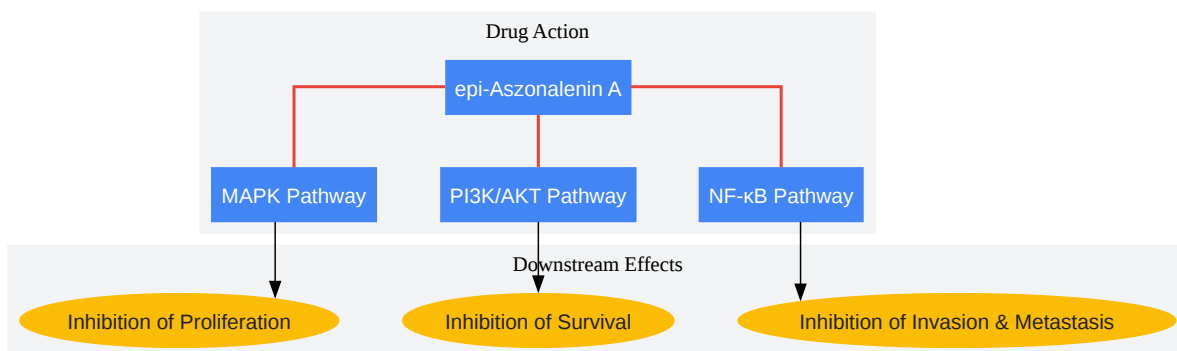 Drug Action
epi-Aszonalenin A
MAPK Pathway
PI3K/AKT Pathway
NF-κB Pathway
Downstream Effects
Inhibition of Proliferation
Inhibition of Survival
Inhibition of Invasion & Metastasis